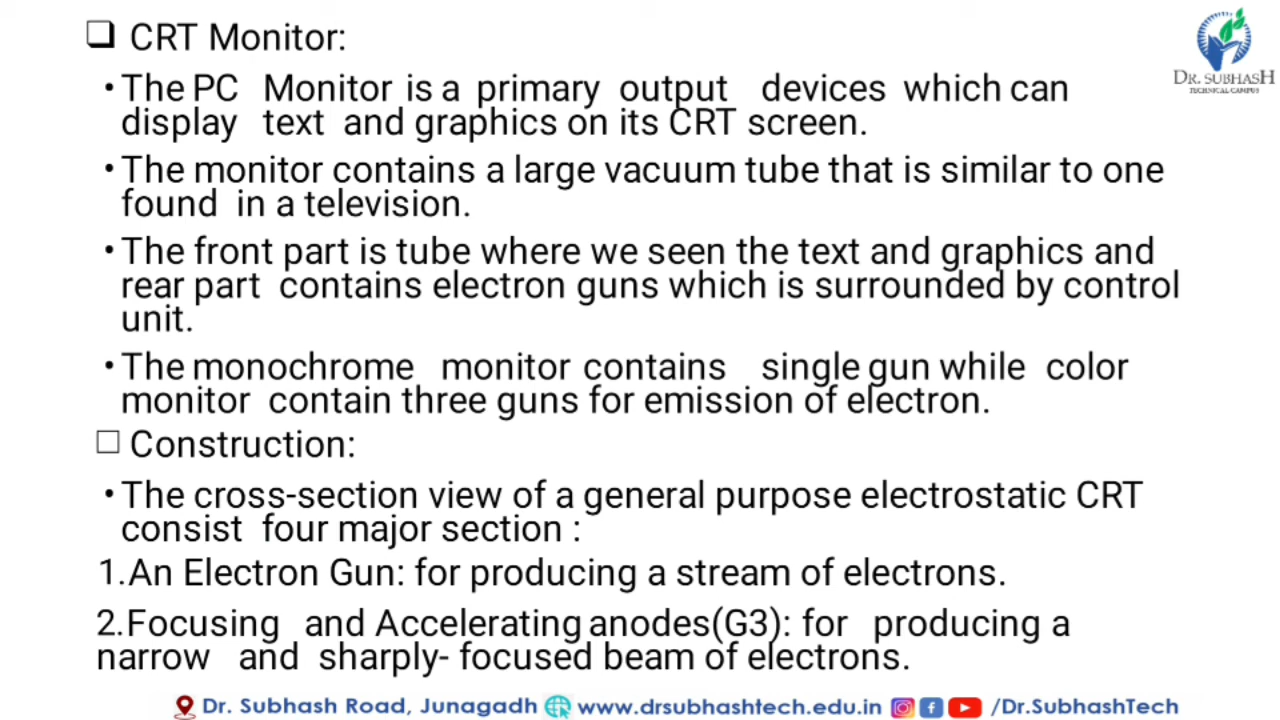 CRT Monitor:
DR. SUBHASH
TECHNICAL CAMPUS
• The PC Monitor is a primary output devices which can
display text and graphics on its CRT screen.
• The monitor contains a large vacuum tube that is similar to one
found in a television.
• The front part is tube where we seen the text and graphics and
rear part contains electron guns which is surrounded by control
unit.
• The monochrome monitor contains single gun while color
monitor contain three guns for emission of electron.
Construction:
• The cross-section view of a general purpose electrostatic CRT
consist four major section :
1.An Electron Gun: for producing a stream of electrons.
2.Focusing and Accelerating anodes(G3): for producing a
narrow and sharply- focused beam of electrons.
Dr. Subhash Road, Junagadh www.drsubhashtech.edu.in /Dr.SubhashTech